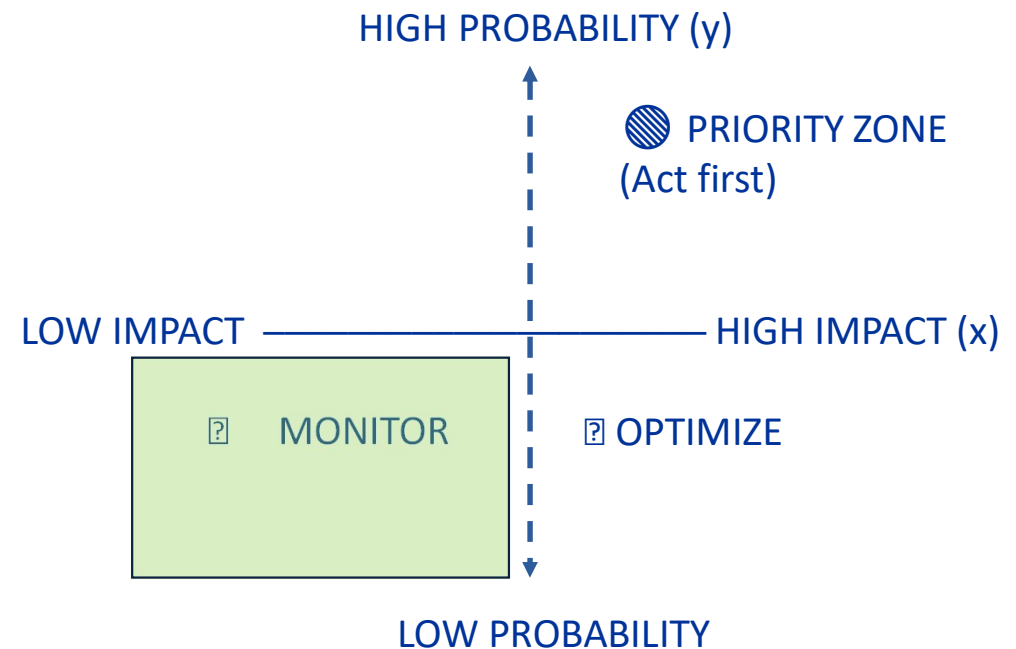 HIGH PROBABILITY (y)
PRIORITY ZONE
(Act first)
LOW IMPACT
HIGH IMPACT (x)
MONITOR
OPTIMIZE
LOW PROBABILITY